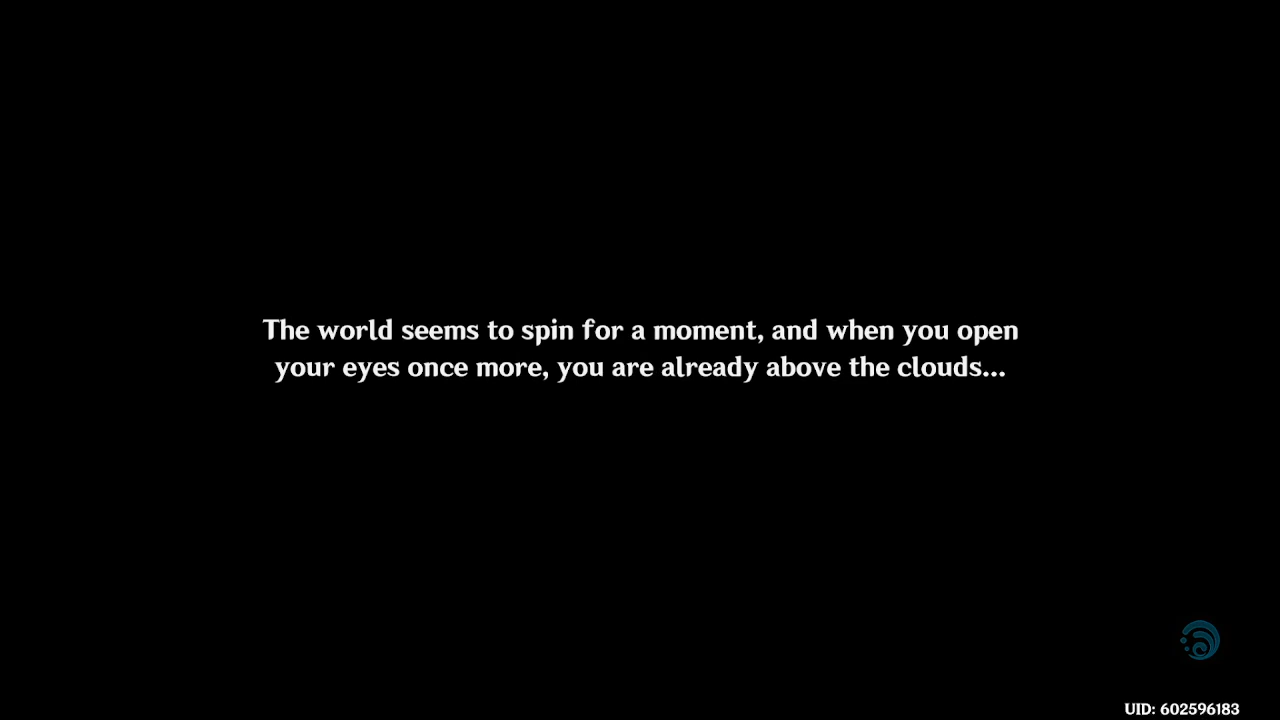 The world seems to spin for a moment, and when you open
your eyes once more, you are already above the clouds...
UID: 602596183